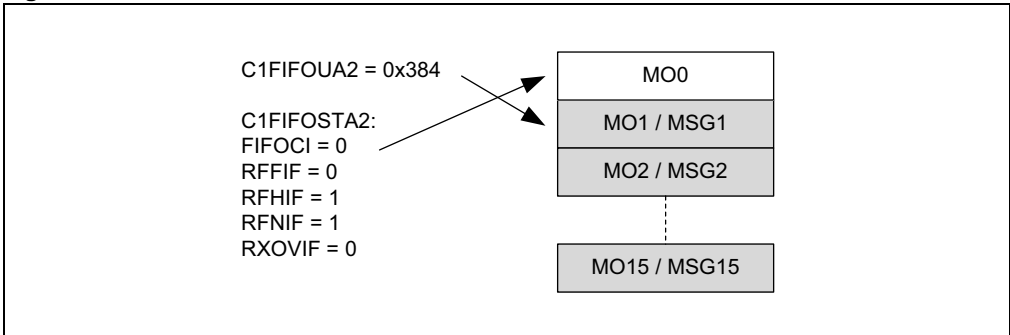 C1FIFOUA2 = 0x384
C1FIFOSTA2:
FIFOCI = 0
RFFIF = 0
RFHIF = 1
RFNIF = 1
RXOVIF = 0
MO0
MO1 / MSG1
MO2 / MSG2
MO15 / MSG15